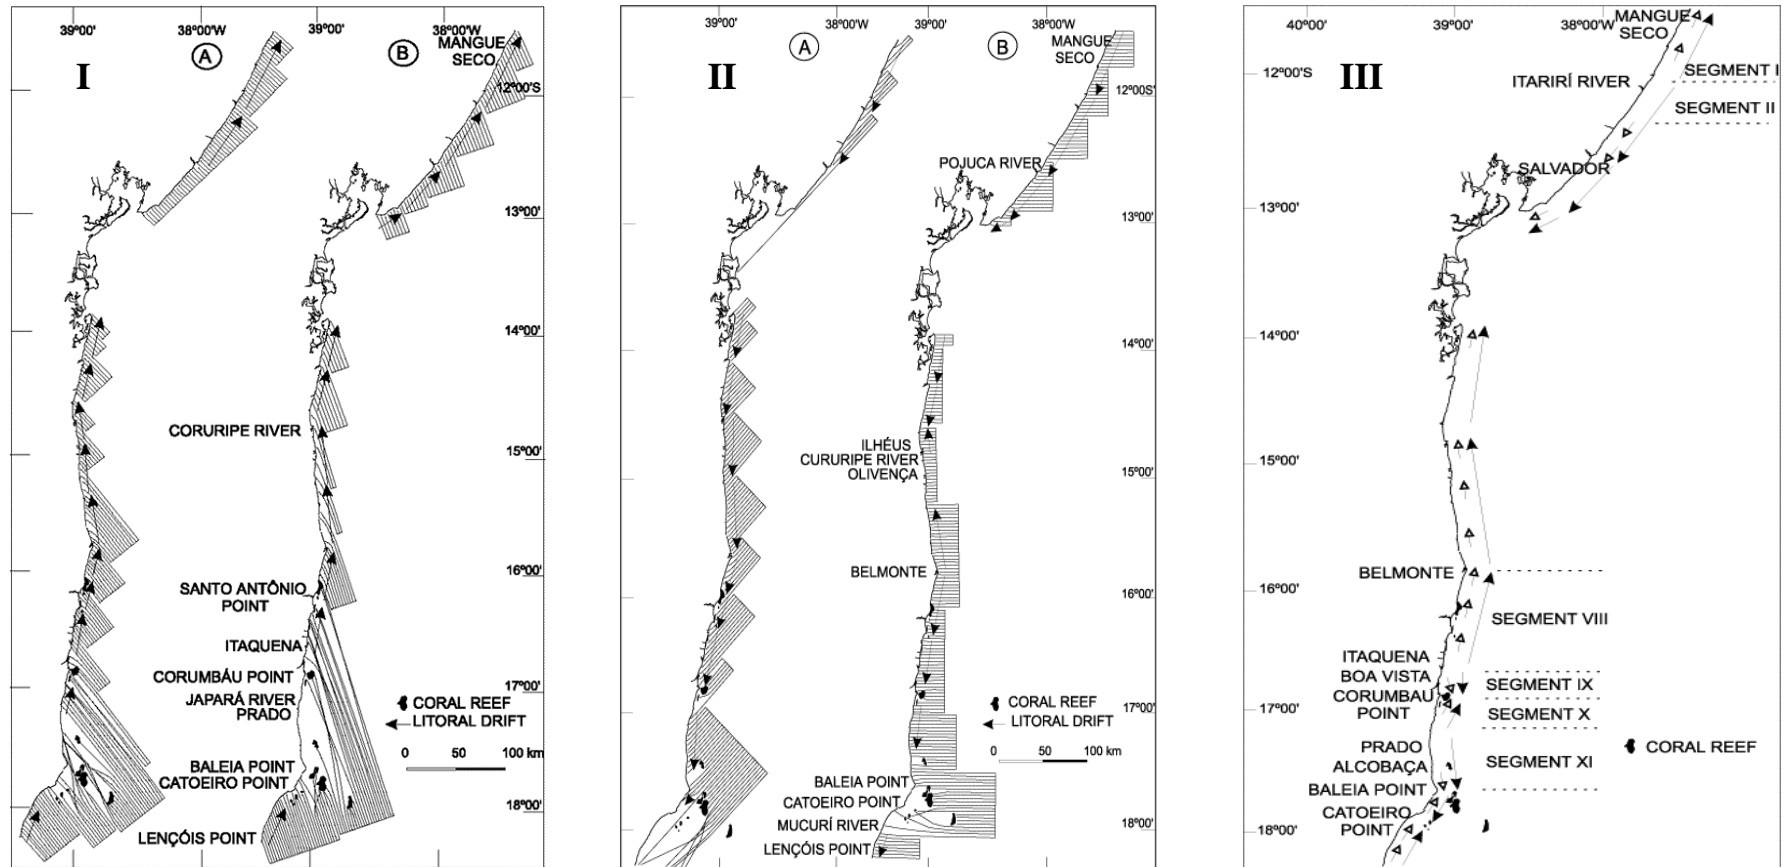 39°00'
38°00'W
39°00'
38°00'W
I
A
B
MANGUE
SECO
12°00'S
13°00'
14°00'
CORURIPE RIVER
15°00'
16°00'
SANTO ANTÔNIO
POINT
ITAQUENA
CORUMBÁU POINT
17°00'
JAPARÁ RIVER
PRADO
CORAL REEF
LITORAL DRIFT
0 50 100 km
BALEIA POINT
CATOEIRO POINT
18°00'
LENÇÓIS POINT
39°00'
38°00'W
39°00'
38°00'W
II
A
B
MANGUE
SECO
12°00'S
POJUCA RIVER
13°00'
14°00'
ILHÉUS
CURURIPE RIVER
OLIVENÇA
15°00'
BELMONTE
16°00'
17°00'
CORAL REEF
LITORAL DRIFT
0 50 100 km
BALEIA POINT
CATOEIRO POINT
MUCURÍ RIVER
18°00'
LENÇÓIS POINT
40°00'
39°00'
38°00'W
III
MANGUE
SECO
12°00'S
ITARIRÍ RIVER
SEGMENT I
SEGMENT II
SALVADOR
13°00'
14°00'
15°00'
BELMONTE
16°00'
SEGMENT VIII
ITAQUENA
BOA VISTA
CORUMBAU
POINT
SEGMENT IX
17°00'
SEGMENT X
PRADO
ALCOBAÇA
SEGMENT XI
CORAL REEF
BALEIA POINT
CATOEIRO
POINT
18°00'